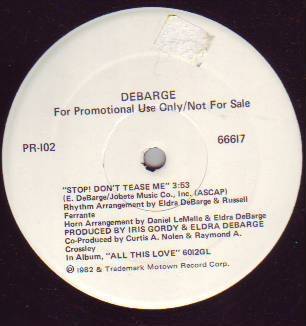 DEBARGE
For Promotional Use Only/Not For Sale
PR-102
66617
"STOP! DON'T TEASE ME" 3:53
(E. DeBarge/Jobete Music Co., Inc. (ASCAP)
Rhythm Arrangement by Eldra DeBarge & Russell
Ferrante
Horn Arrangement by Daniel LeMelle & Eldra DeBarge
PRODUCED BY IRIS GORDY & ELDRA DEBARGE
Co-Produced by Curtis A. Nolen & Raymond A.
Crossley
In Album, "ALL THIS LOVE" 6012GL
℗ 1982 & Trademark Motown Record Corp.